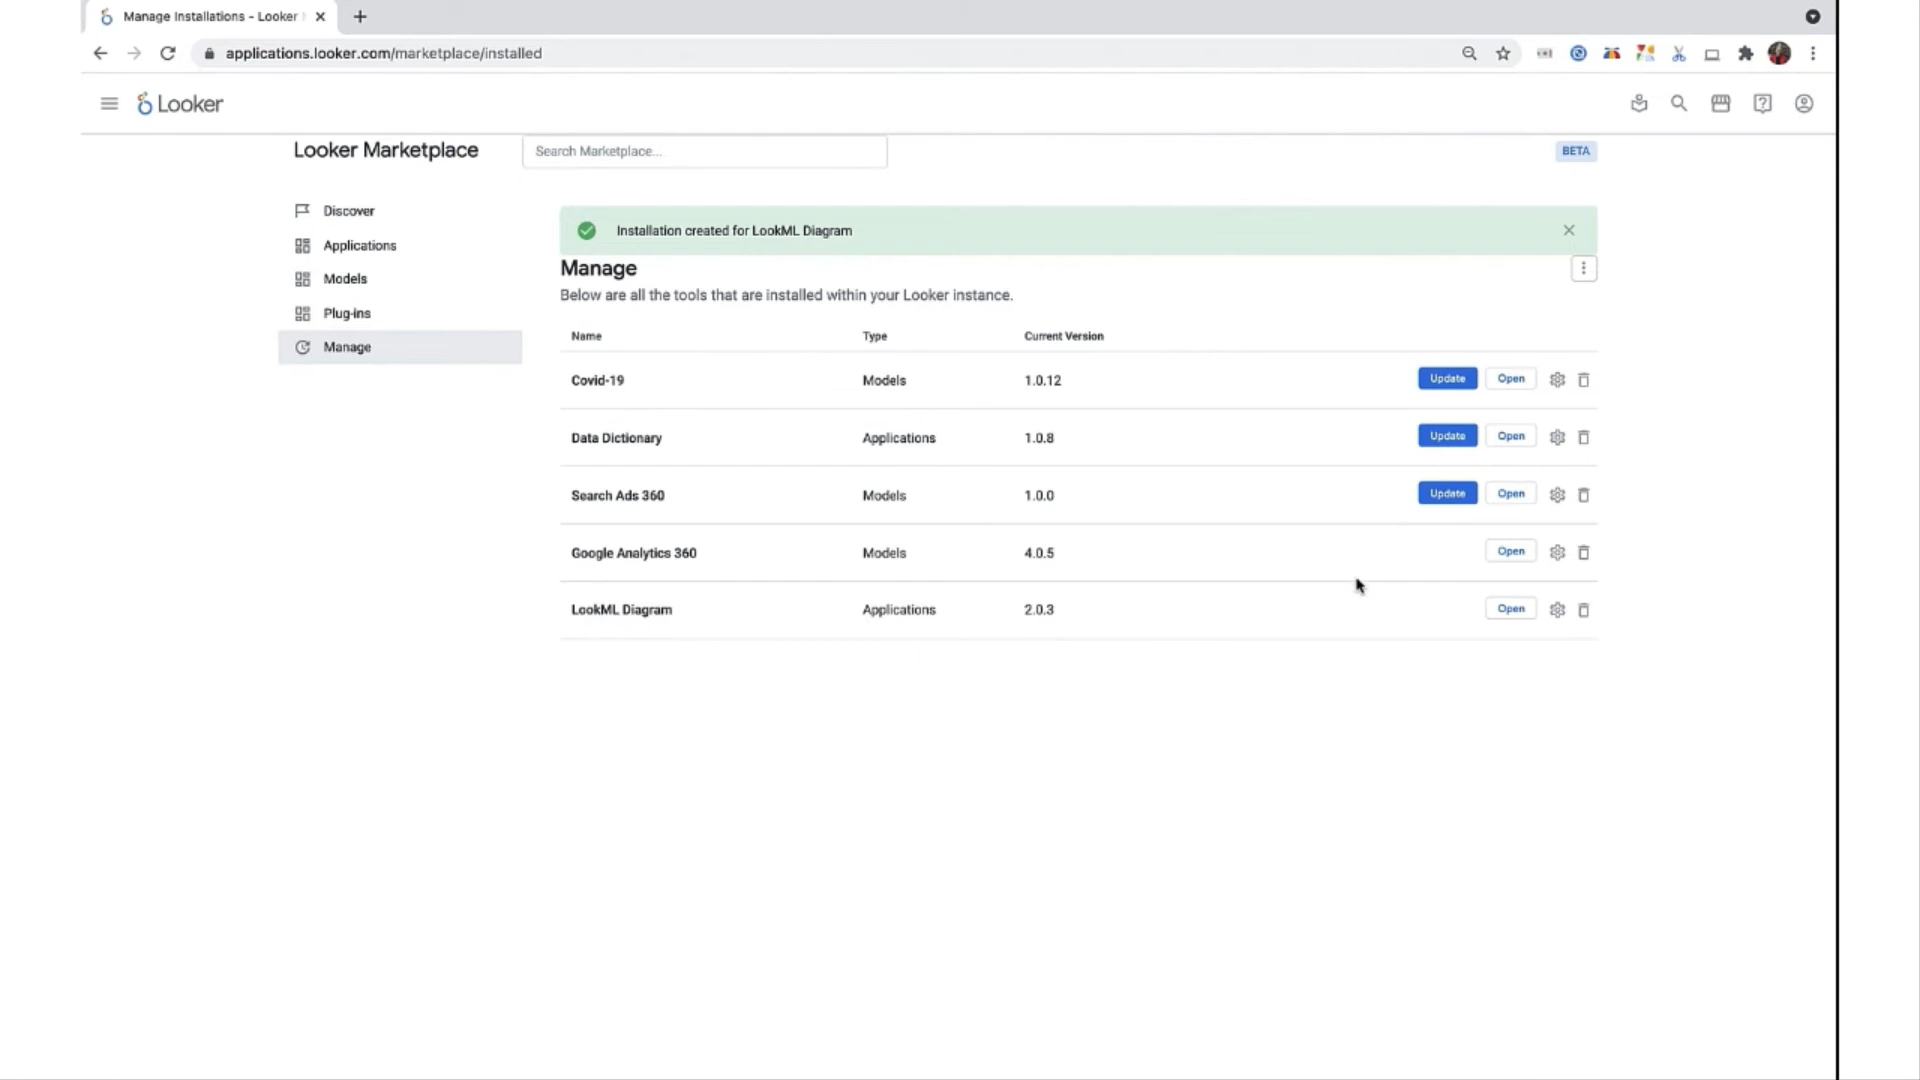 Manage Installations - Looker
applications.looker.com/marketplace/installed
Looker
Looker Marketplace
Search Marketplace...
BETA
Discover
Applications
Models
Plug-ins
Manage
Installation created for LookML Diagram
Manage
Below are all the tools that are installed within your Looker instance.
Name Type Current Version
Covid-19 Models 1.0.12 Update Open
Data Dictionary Applications 1.0.8 Update Open
Search Ads 360 Models 1.0.0 Update Open
Google Analytics 360 Models 4.0.5 Open
LookML Diagram Applications 2.0.3 Open